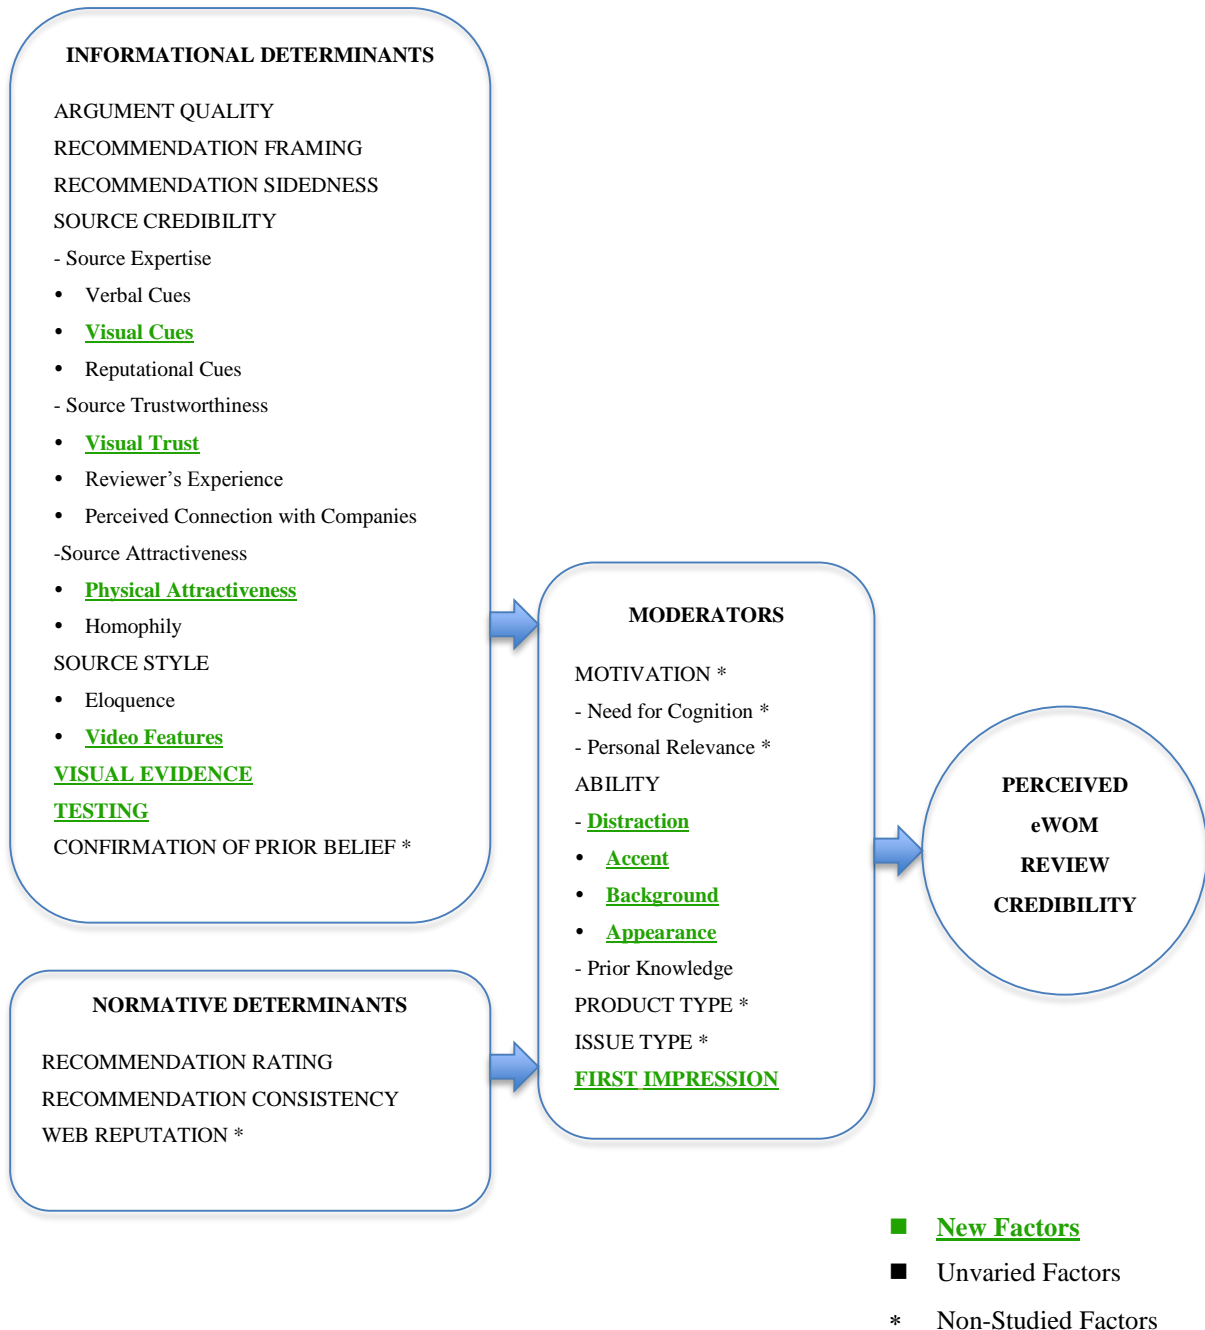 INFORMATIONAL DETERMINANTS
ARGUMENT QUALITY
RECOMMENDATION FRAMING
RECOMMENDATION SIDEDNESS
SOURCE CREDIBILITY
- Source Expertise
• Verbal Cues
• Visual Cues
• Reputational Cues
- Source Trustworthiness
• Visual Trust
• Reviewer’s Experience
• Perceived Connection with Companies
-Source Attractiveness
• Physical Attractiveness
• Homophily
SOURCE STYLE
• Eloquence
• Video Features
VISUAL EVIDENCE
TESTING
CONFIRMATION OF PRIOR BELIEF *
NORMATIVE DETERMINANTS
RECOMMENDATION RATING
RECOMMENDATION CONSISTENCY
WEB REPUTATION *
MODERATORS
MOTIVATION *
- Need for Cognition *
- Personal Relevance *
ABILITY
- Distraction
• Accent
• Background
• Appearance
- Prior Knowledge
PRODUCT TYPE *
ISSUE TYPE *
FIRST IMPRESSION
PERCEIVED
eWOM
REVIEW
CREDIBILITY
■ New Factors
■ Unvaried Factors
* Non-Studied Factors